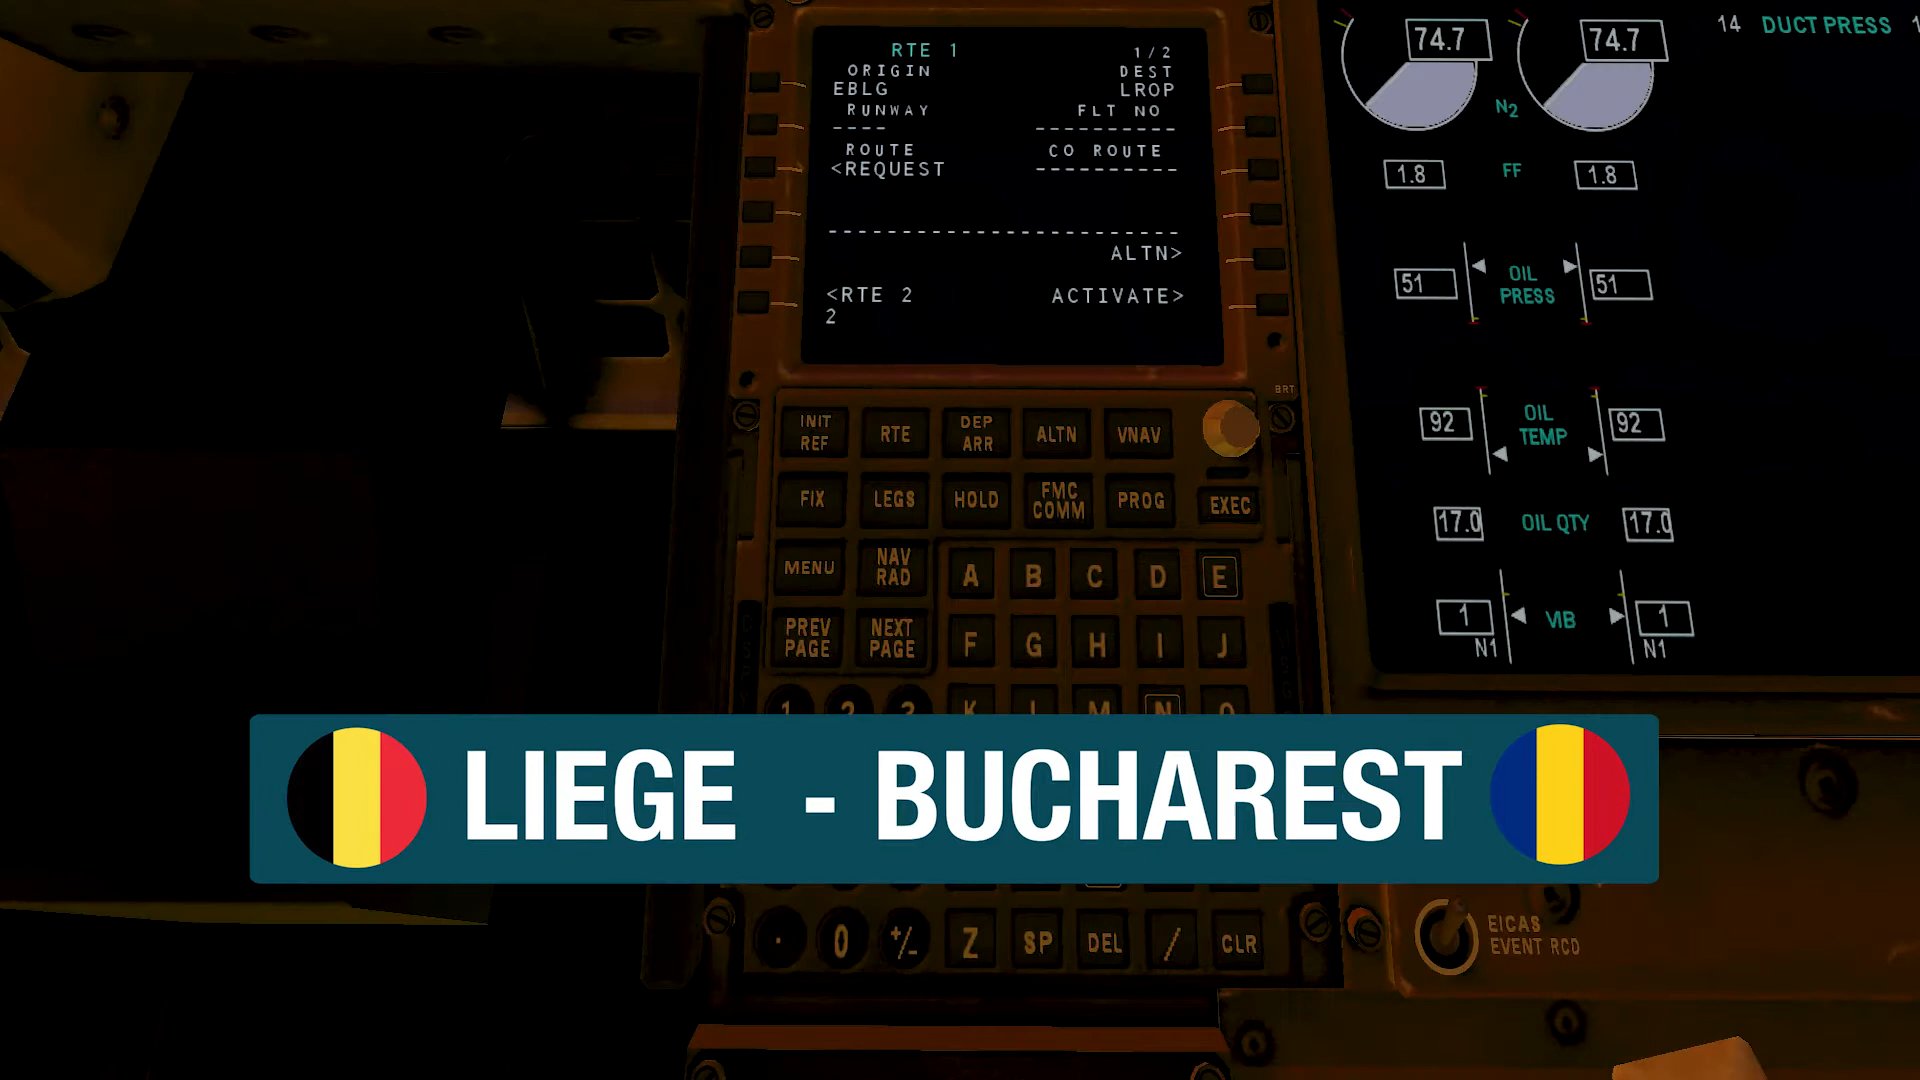 RTE 1 1/2
ORIGIN DEST
EBLG LROP
RUNWAY FLT NO
---- ----------
ROUTE CO ROUTE
<REQUEST ----------
------------------------
ALTN>
<RTE 2 ACTIVATE>
2
BRT
INIT REF RTE DEP ARR ALTN VNAV
FIX LEGS HOLD FMC COMM PROG EXEC
MENU NAV RAD A B C D E
PREV PAGE NEXT PAGE F G H I J
1 2 3 K L M N O
LIEGE - BUCHAREST
. 0 +/- Z SP DEL / CLR
14 DUCT PRESS
74.7 74.7
N2
1.8 FF 1.8
51 OIL PRESS 51
92 OIL TEMP 92
17.0 OIL QTY 17.0
1 VIB 1
N1 N1
EICAS
EVENT RCD